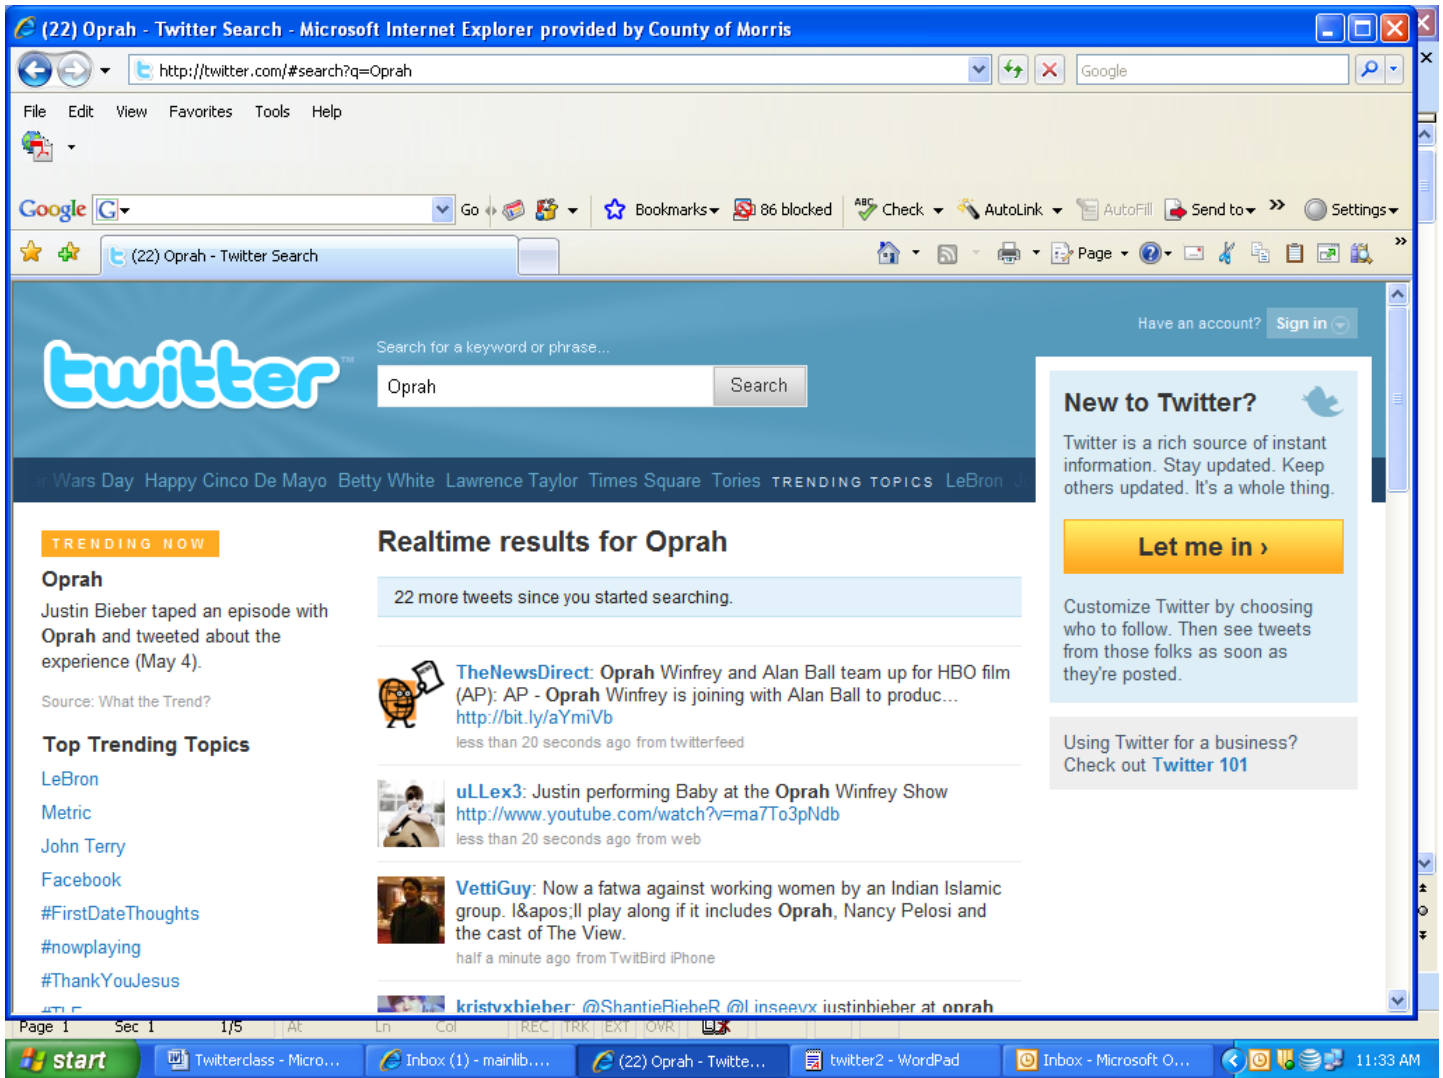 (22) Oprah - Twitter Search - Microsoft Internet Explorer provided by County of Morris
http://twitter.com/#search?q=Oprah
Google
File Edit View Favorites Tools Help
Google G Go Bookmarks 86 blocked ABC Check AutoLink AutoFill Send to » Settings
(22) Oprah - Twitter Search
Page »
Have an account? Sign in
twitter™
Search for a keyword or phrase...
Oprah Search
Wars Day Happy Cinco De Mayo Betty White Lawrence Taylor Times Square Tories TRENDING TOPICS LeBron
New to Twitter?
Twitter is a rich source of instant
information. Stay updated. Keep
others updated. It's a whole thing.
Let me in ›
Customize Twitter by choosing
who to follow. Then see tweets
from those folks as soon as
they're posted.
Using Twitter for a business?
Check out Twitter 101
TRENDING NOW
Oprah
Justin Bieber taped an episode with
Oprah and tweeted about the
experience (May 4).
Source: What the Trend?
Top Trending Topics
LeBron
Metric
John Terry
Facebook
#FirstDateThoughts
#nowplaying
#ThankYouJesus
Realtime results for Oprah
22 more tweets since you started searching.
TheNewsDirect: Oprah Winfrey and Alan Ball team up for HBO film
(AP): AP - Oprah Winfrey is joining with Alan Ball to produc...
http://bit.ly/aYmiVb
less than 20 seconds ago from twitterfeed
uLLex3: Justin performing Baby at the Oprah Winfrey Show
http://www.youtube.com/watch?v=ma7To3pNdb
less than 20 seconds ago from web
VettiGuy: Now a fatwa against working women by an Indian Islamic
group. I&apos;ll play along if it includes Oprah, Nancy Pelosi and
the cast of The View.
half a minute ago from TwitBird iPhone
kristyxbieber: @ShantieBiebeR @Linseeyx justinbieber at oprah
Page 1 Sec 1 1/5 At Ln Col REC TRK EXT OVR
start Twitterclass - Micro... Inbox (1) - mainlib.... (22) Oprah - Twitte... twitter2 - WordPad Inbox - Microsoft O... 11:33 AM